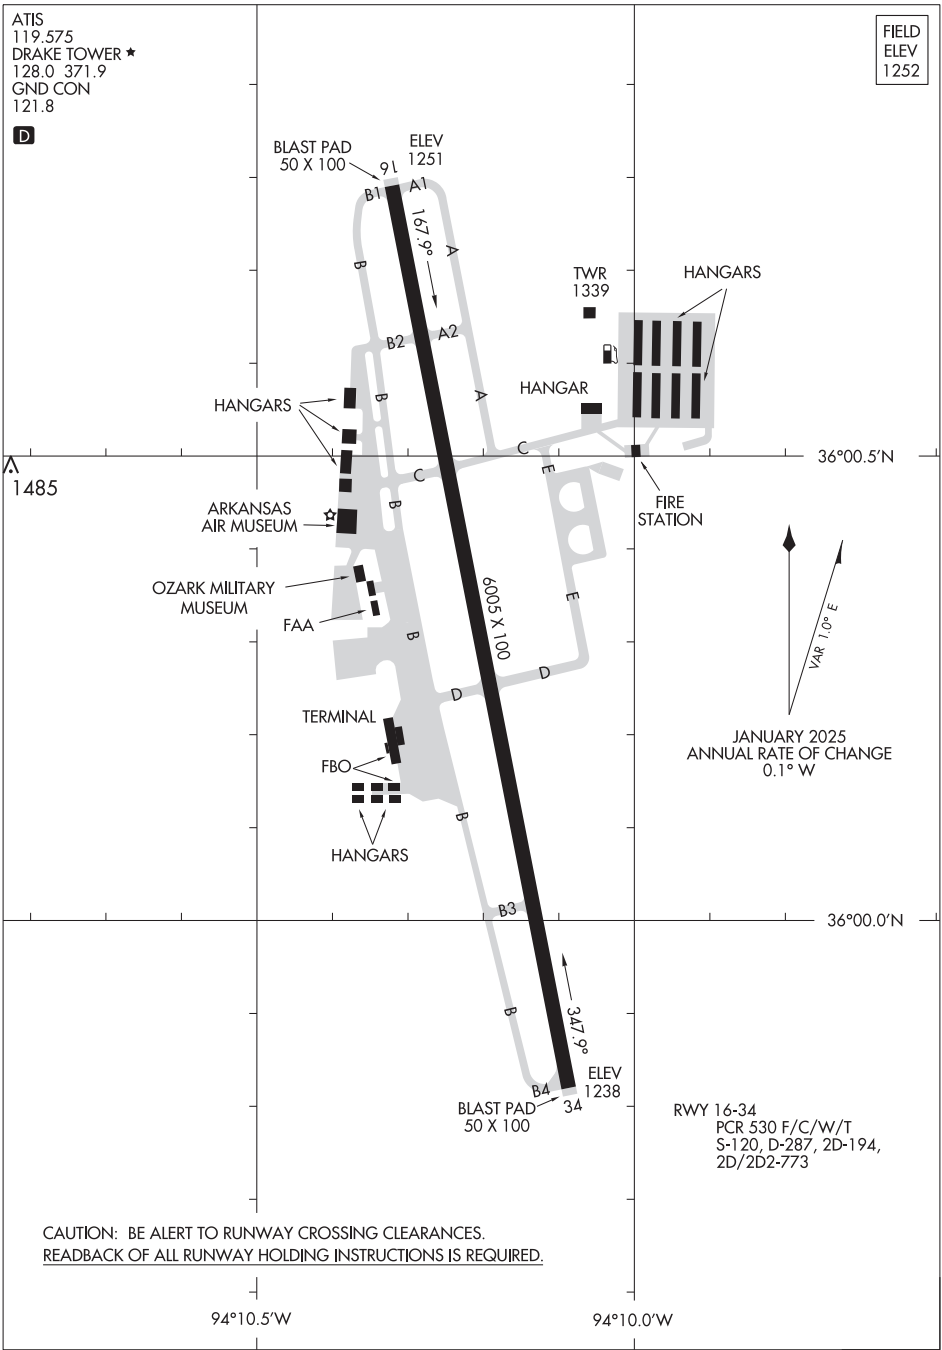 ATIS
119.575
DRAKE TOWER ★
128.0 371.9
GND CON
121.8
D
FIELD
ELEV
1252
BLAST PAD
50 X 100
ELEV
1251
16
B1
A1
167.9°
A
B
TWR
1339
HANGARS
B2
A2
HANGAR
B
A
HANGARS
C
C
E
36°00.5'N
1485
B
ARKANSAS
AIR MUSEUM
FIRE
STATION
OZARK MILITARY
MUSEUM
FAA
6005 X 100
E
B
VAR 1.0° E
D
D
TERMINAL
JANUARY 2025
ANNUAL RATE OF CHANGE
0.1° W
FBO
B
HANGARS
B3
36°00.0'N
B
347.9°
ELEV
1238
B4
34
BLAST PAD
50 X 100
RWY 16-34
PCR 530 F/C/W/T
S-120, D-287, 2D-194,
2D/2D2-773
CAUTION: BE ALERT TO RUNWAY CROSSING CLEARANCES.
READBACK OF ALL RUNWAY HOLDING INSTRUCTIONS IS REQUIRED.
94°10.5'W
94°10.0'W